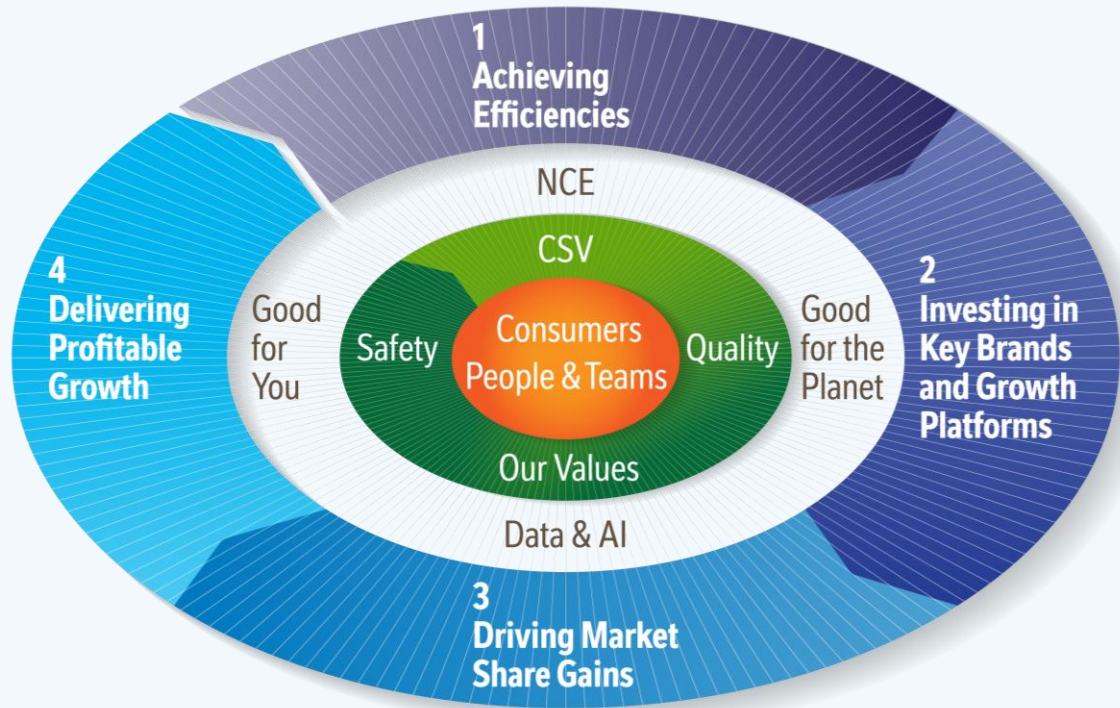 1
Achieving
Efficiencies
NCE
CSV
4
Delivering
Profitable
Growth
Good
for
You
Safety
Consumers
People & Teams
Quality
Good
for the
Planet
2
Investing in
Key Brands
and Growth
Platforms
Our Values
Data & AI
3
Driving Market
Share Gains